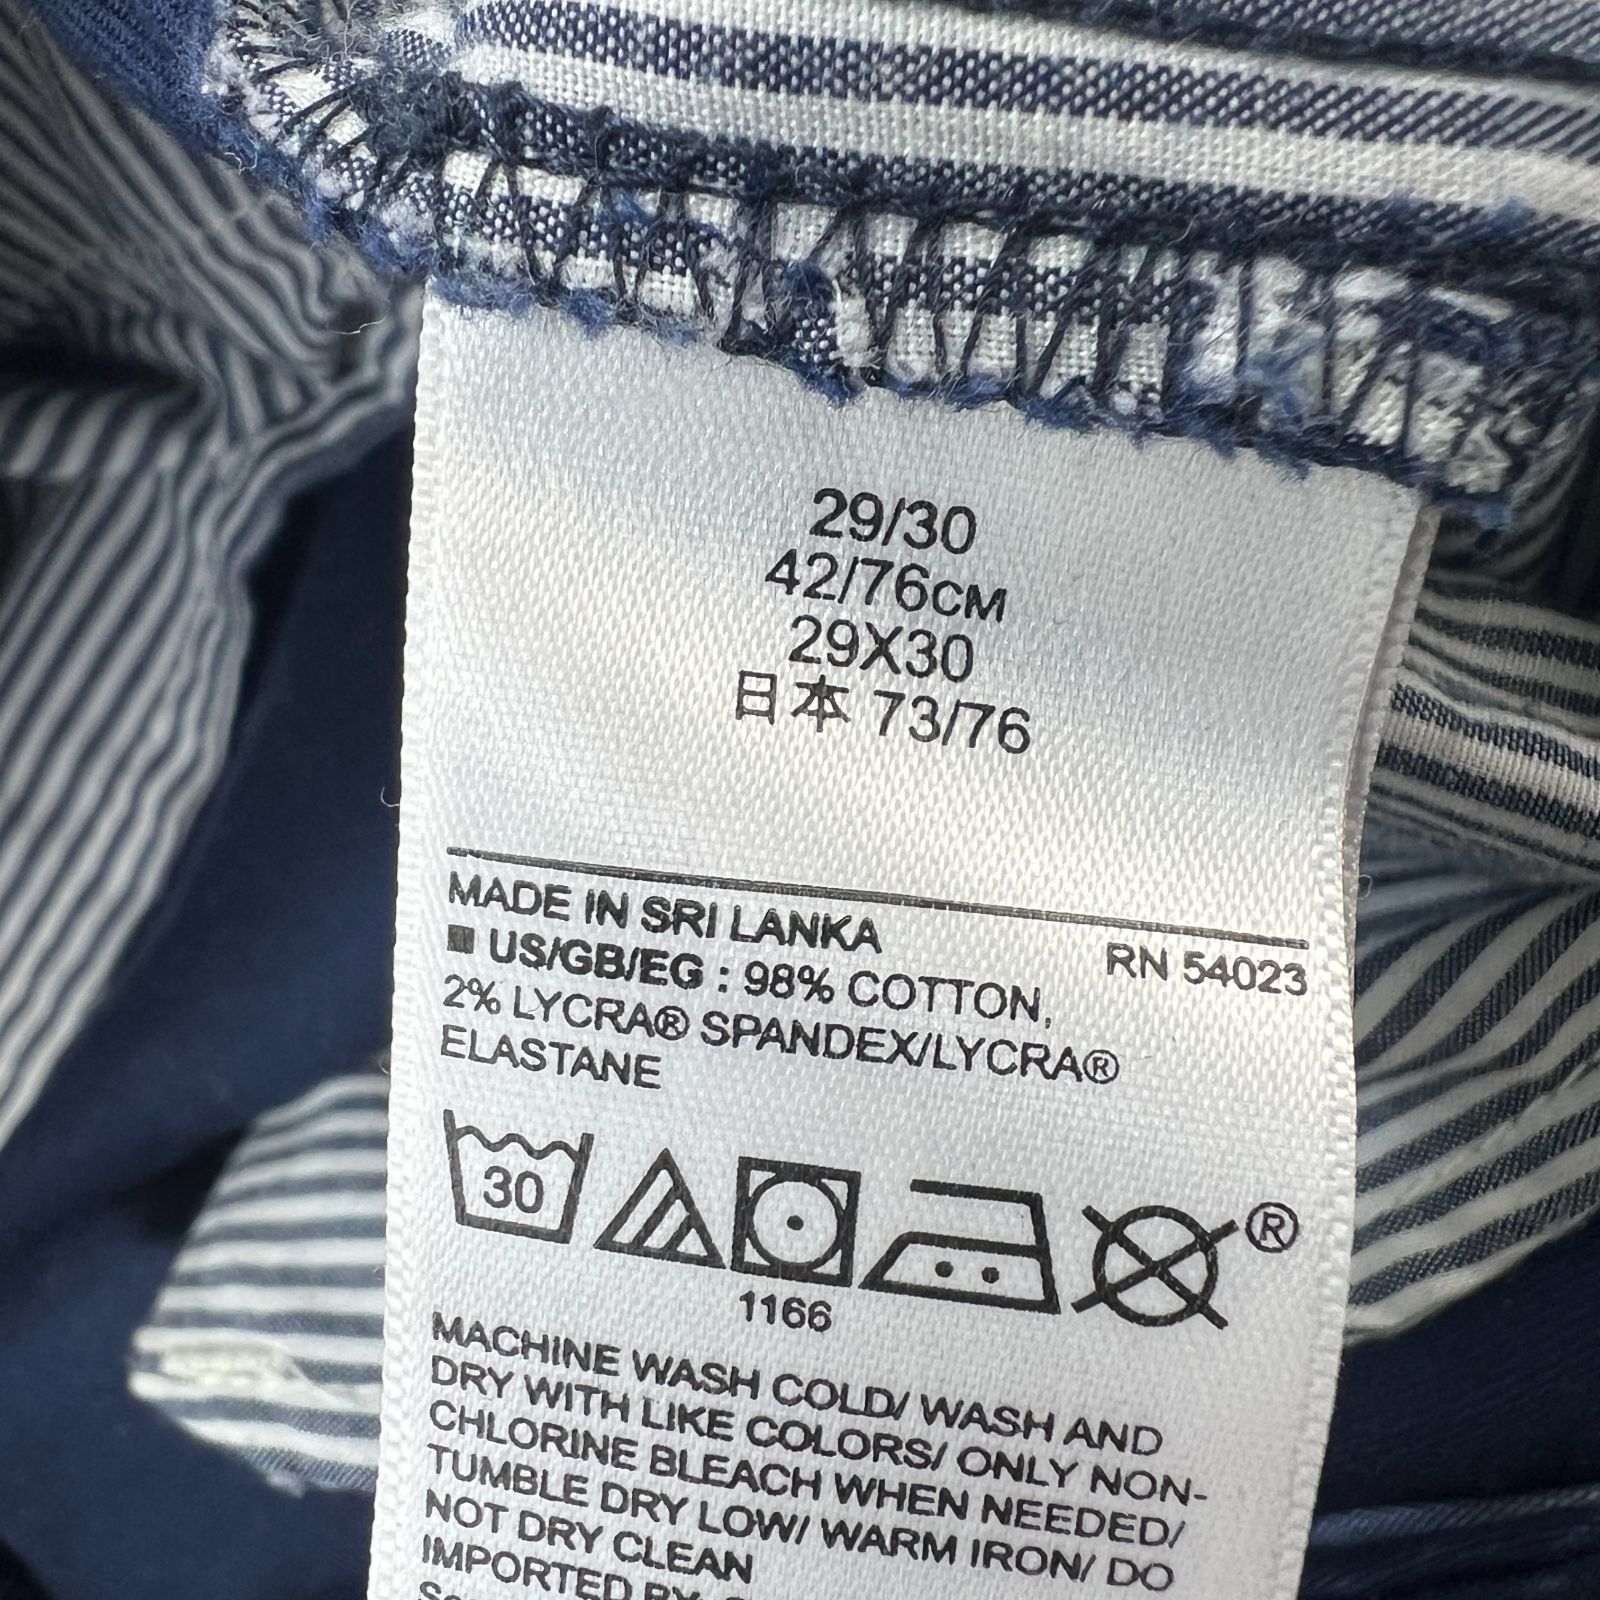 29/30
42/76CM
29X30
日本 73/76
MADE IN SRI LANKA
RN 54023
US/GB/EG : 98% COTTON,
2% LYCRA® SPANDEX/LYCRA®
ELASTANE
30
®
1166
MACHINE WASH COLD/ WASH AND
DRY WITH LIKE COLORS/ ONLY NON-
CHLORINE BLEACH WHEN NEEDED/
TUMBLE DRY LOW/ WARM IRON/ DO
NOT DRY CLEAN
IMPORTED BY